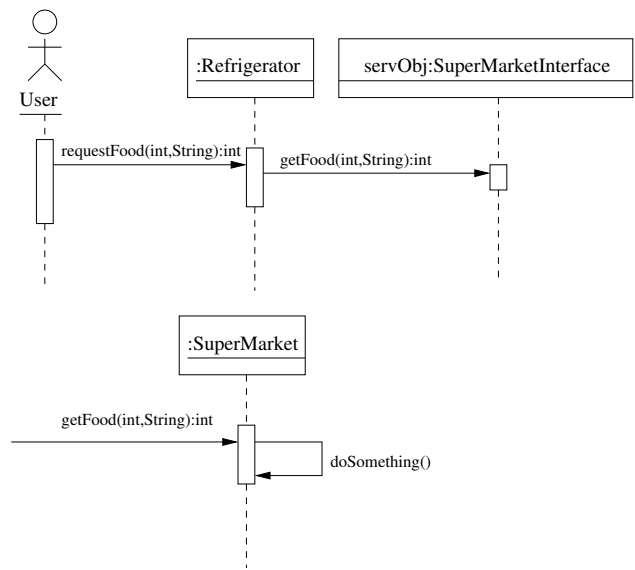 :Refrigerator
servObj:SuperMarketInterface
User
requestFood(int,String):int
getFood(int,String):int
:SuperMarket
getFood(int,String):int
doSomething()